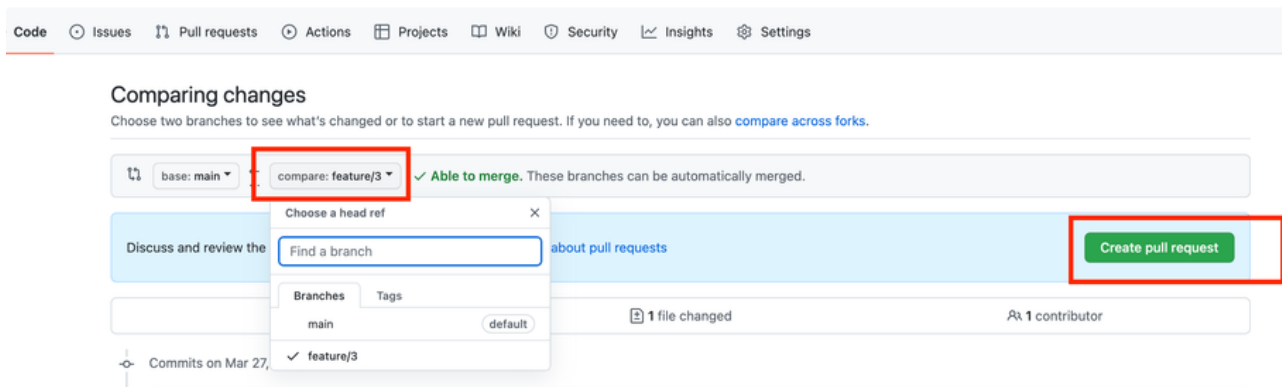 Code Issues Pull requests Actions Projects Wiki Security Insights Settings
Comparing changes
Choose two branches to see what's changed or to start a new pull request. If you need to, you can also compare across forks.
base: main compare: feature/3 Able to merge. These branches can be automatically merged.
Choose a head ref
Discuss and review the
Find a branch
about pull requests
Create pull request
Branches Tags
main default
feature/3
1 file changed
1 contributor
Commits on Mar 27,